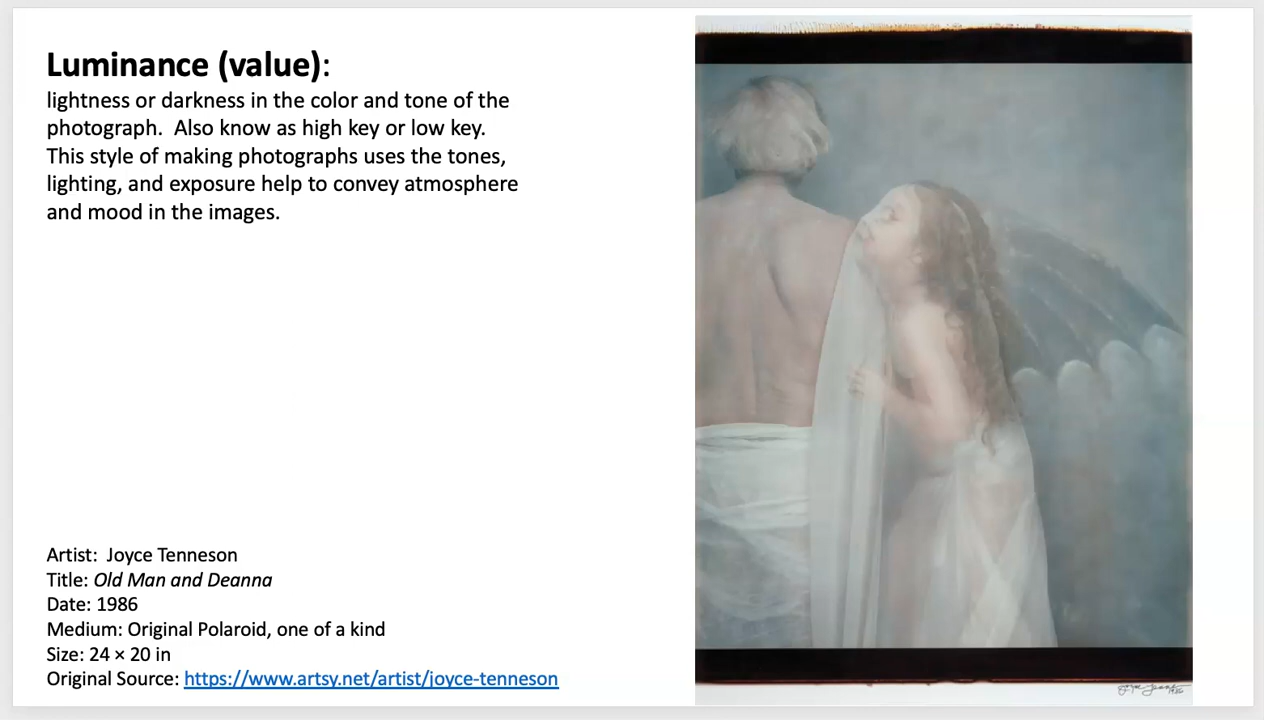 Luminance (value):
lightness or darkness in the color and tone of the
photograph.  Also know as high key or low key.
This style of making photographs uses the tones,
lighting, and exposure help to convey atmosphere
and mood in the images.
Artist:  Joyce Tenneson
Title: Old Man and Deanna
Date: 1986
Medium: Original Polaroid, one of a kind
Size: 24 × 20 in
Original Source: https://www.artsy.net/artist/joyce-tenneson